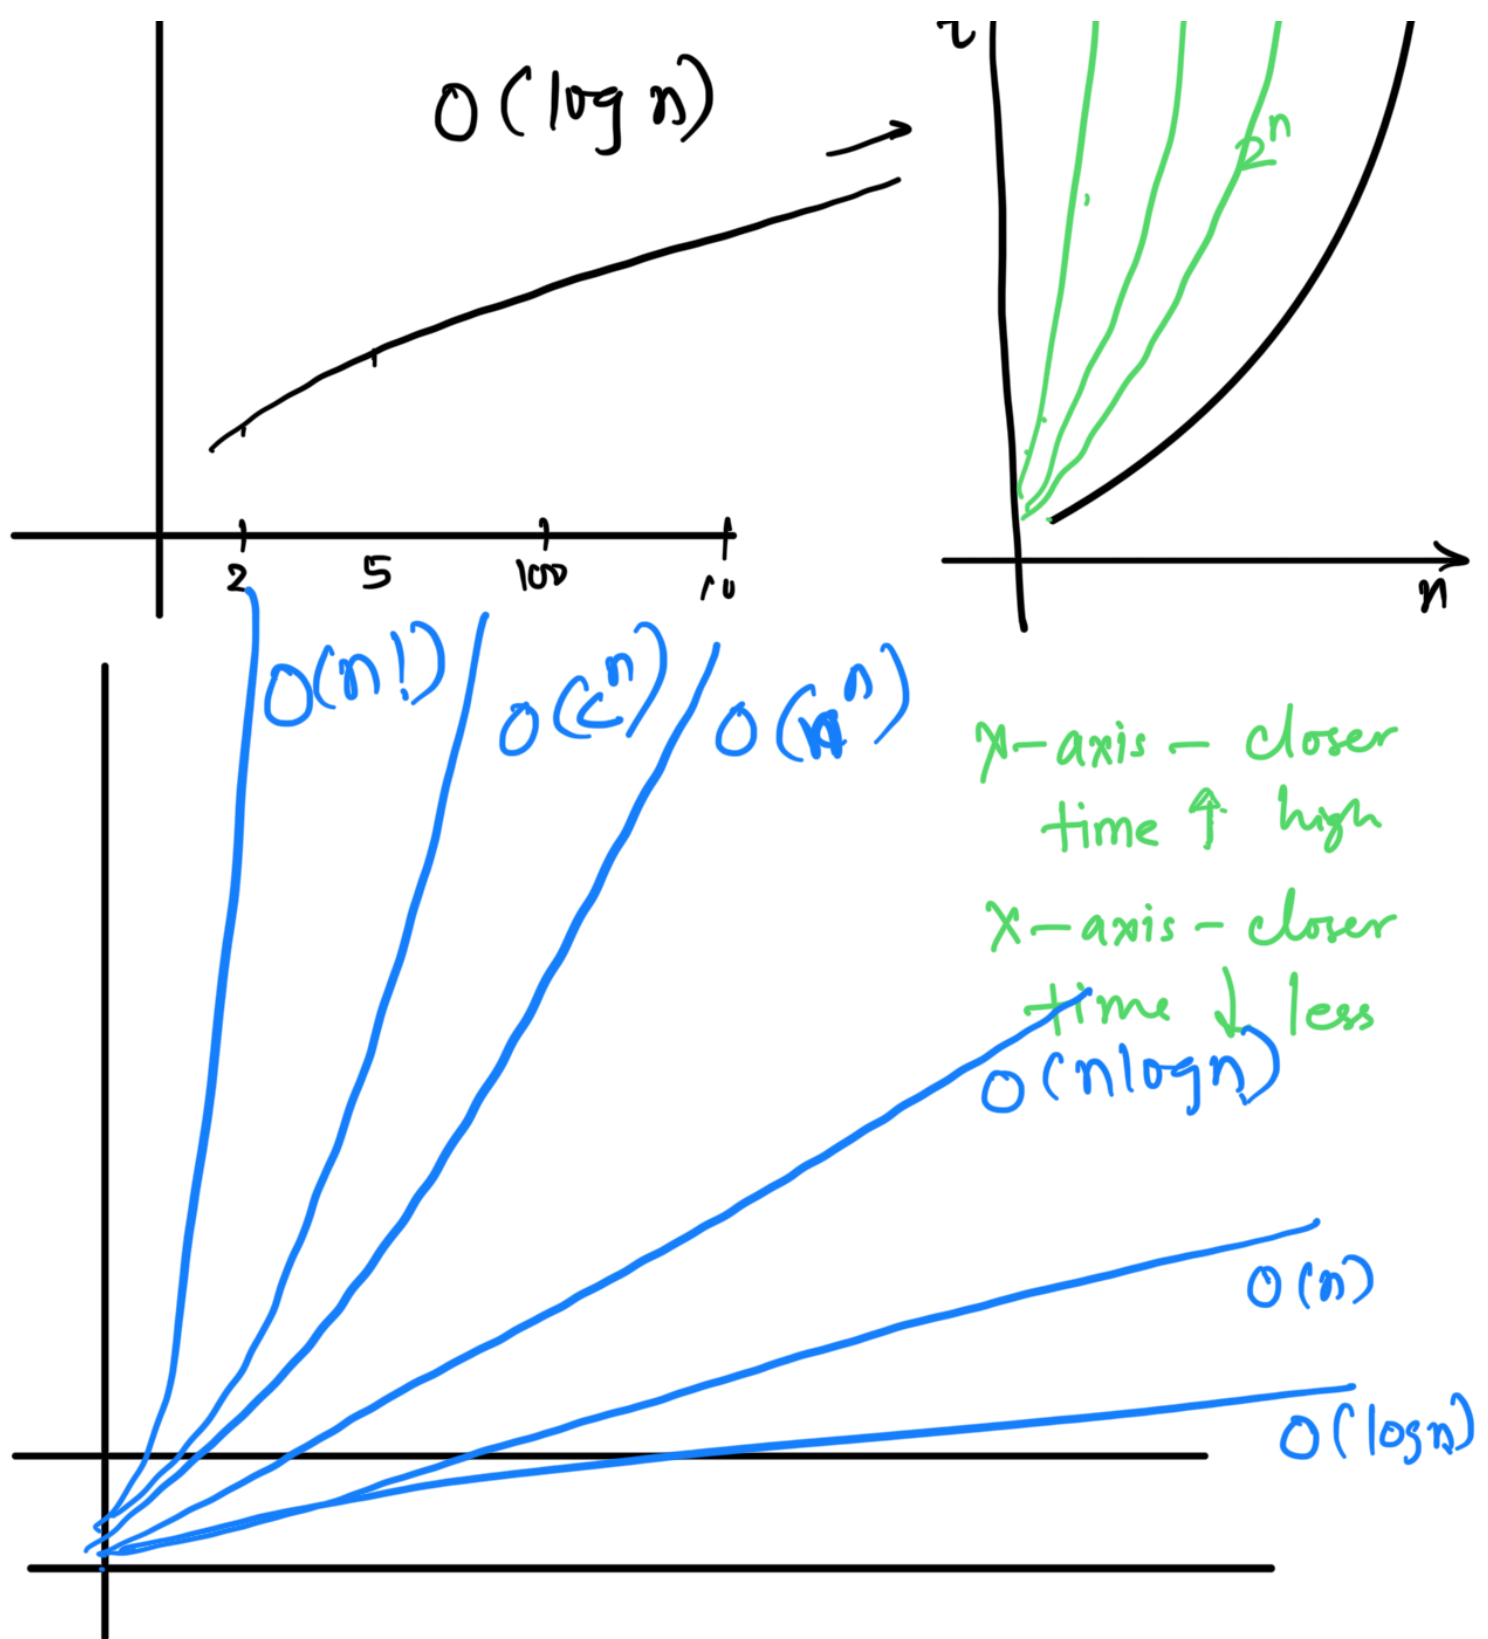 O(log n)
2^n
2 5 100
n
O(n!) O(c^n)
x-axis - closer
time ↑ high
x-axis - closer
time ↓ less
O(nlogn)
O(n)
O(logn)